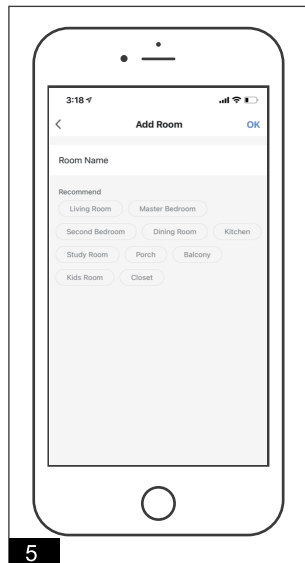 3:18
Add Room OK
Room Name
Recommend
Living Room Master Bedroom
Second Bedroom Dining Room Kitchen
Study Room Porch Balcony
Kids Room Closet
5